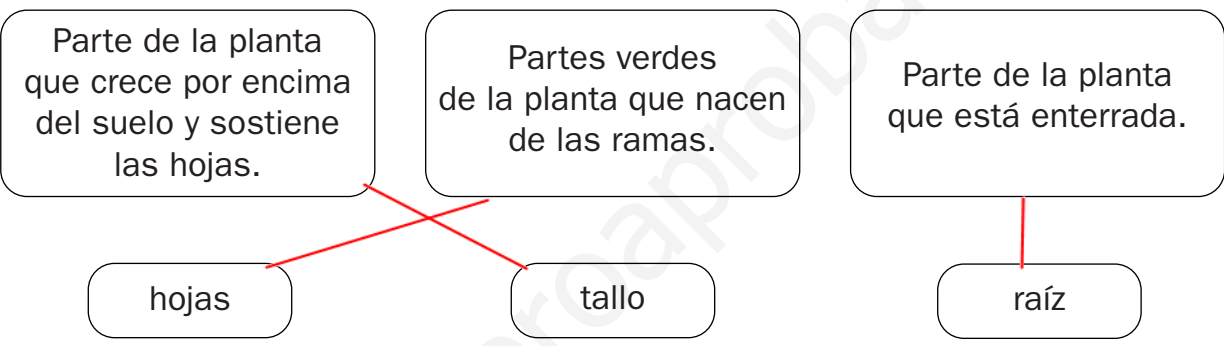 Parte de la planta
que crece por encima
del suelo y sostiene
las hojas.
Partes verdes
de la planta que nacen
de las ramas.
Parte de la planta
que está enterrada.
hojas
tallo
raíz